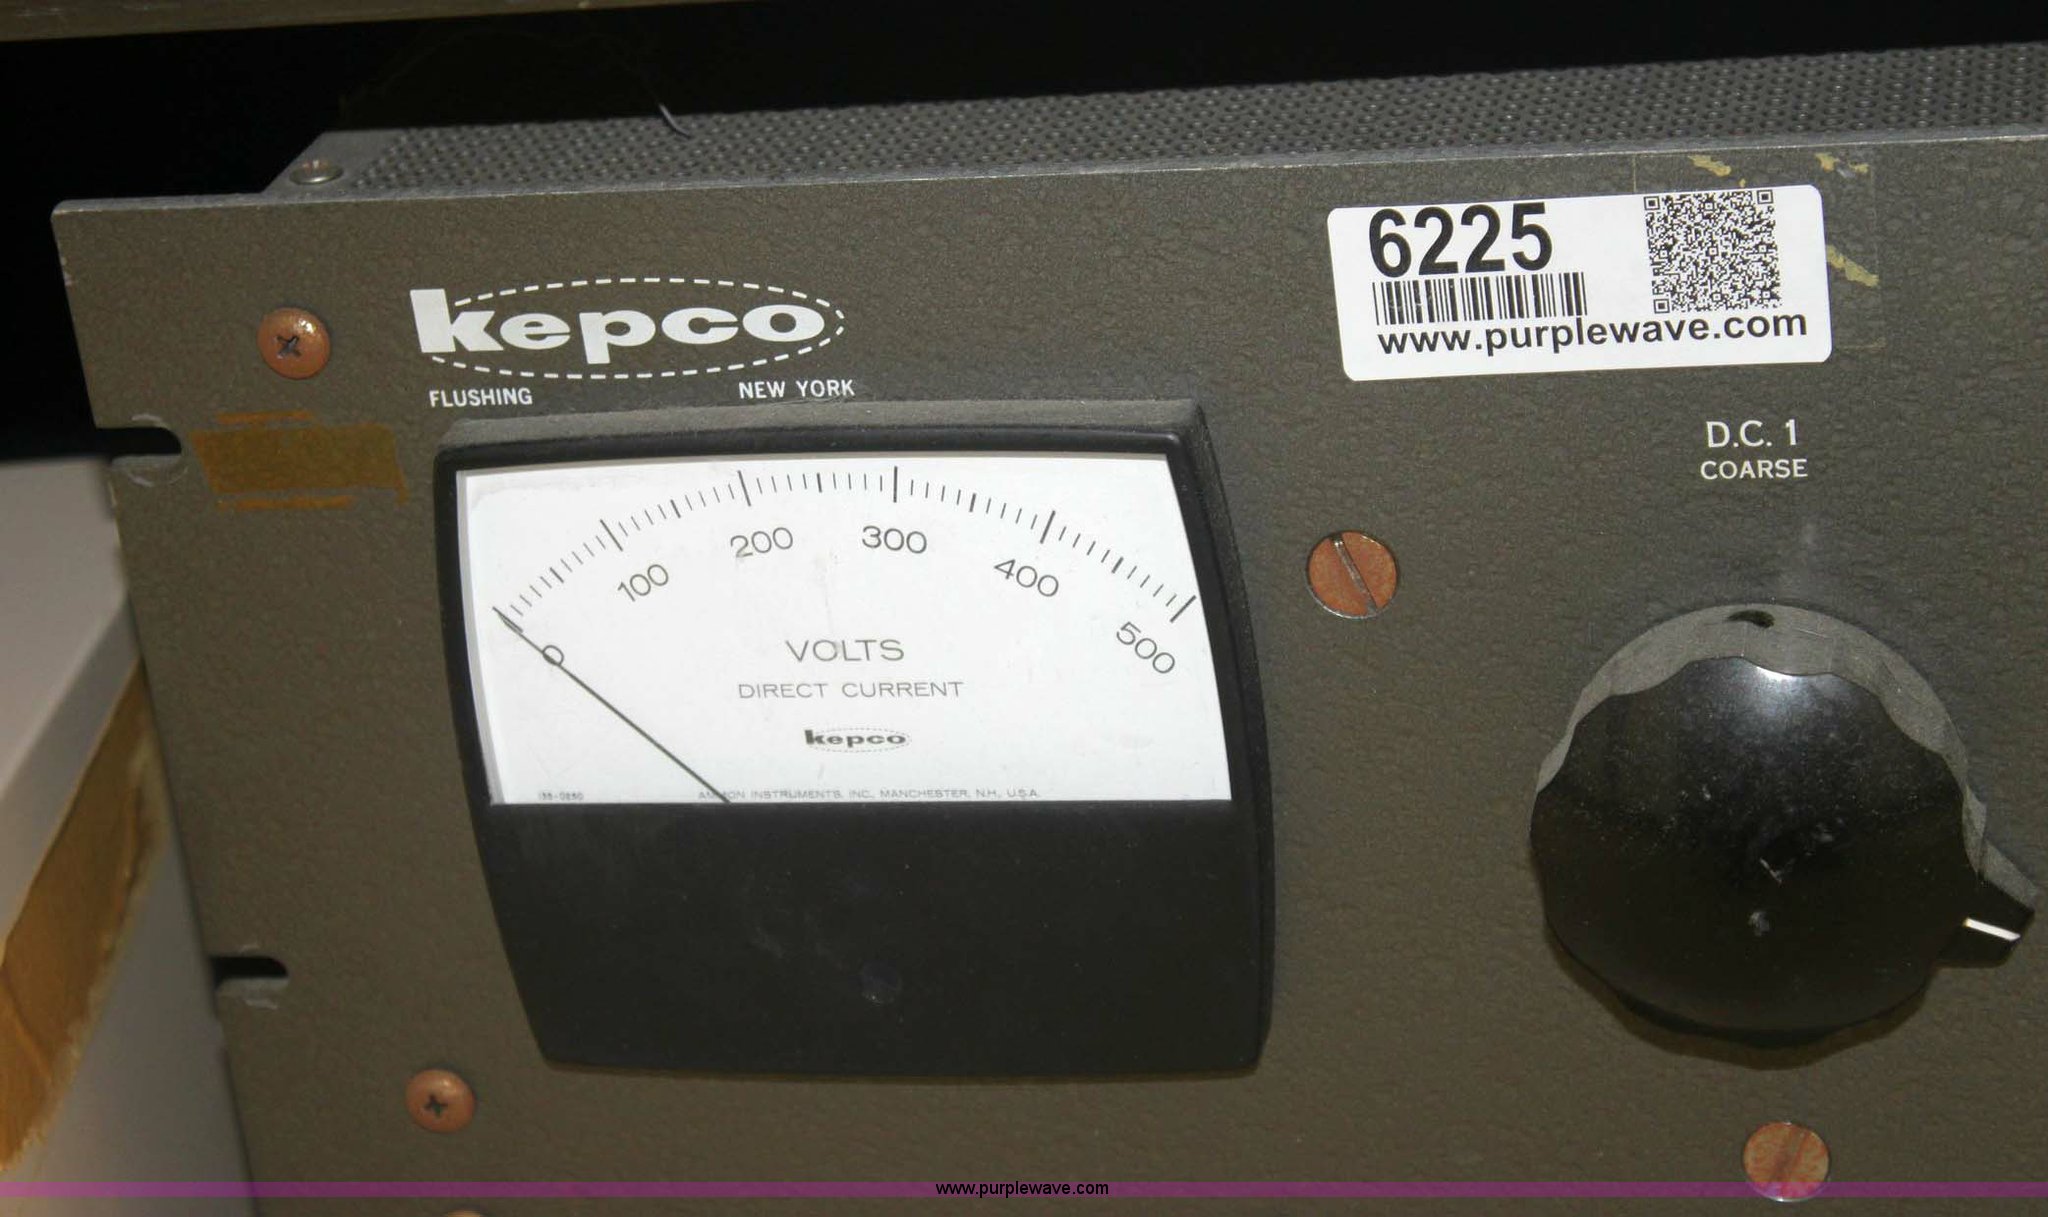 kepco
FLUSHING NEW YORK
6225
www.purplewave.com
D.C. 1
COARSE
0 100 200 300 400 500
VOLTS
DIRECT CURRENT
kepco
INSTRUMENTS, INC., MANCHESTER, N.H., U.S.A.
www.purplewave.com